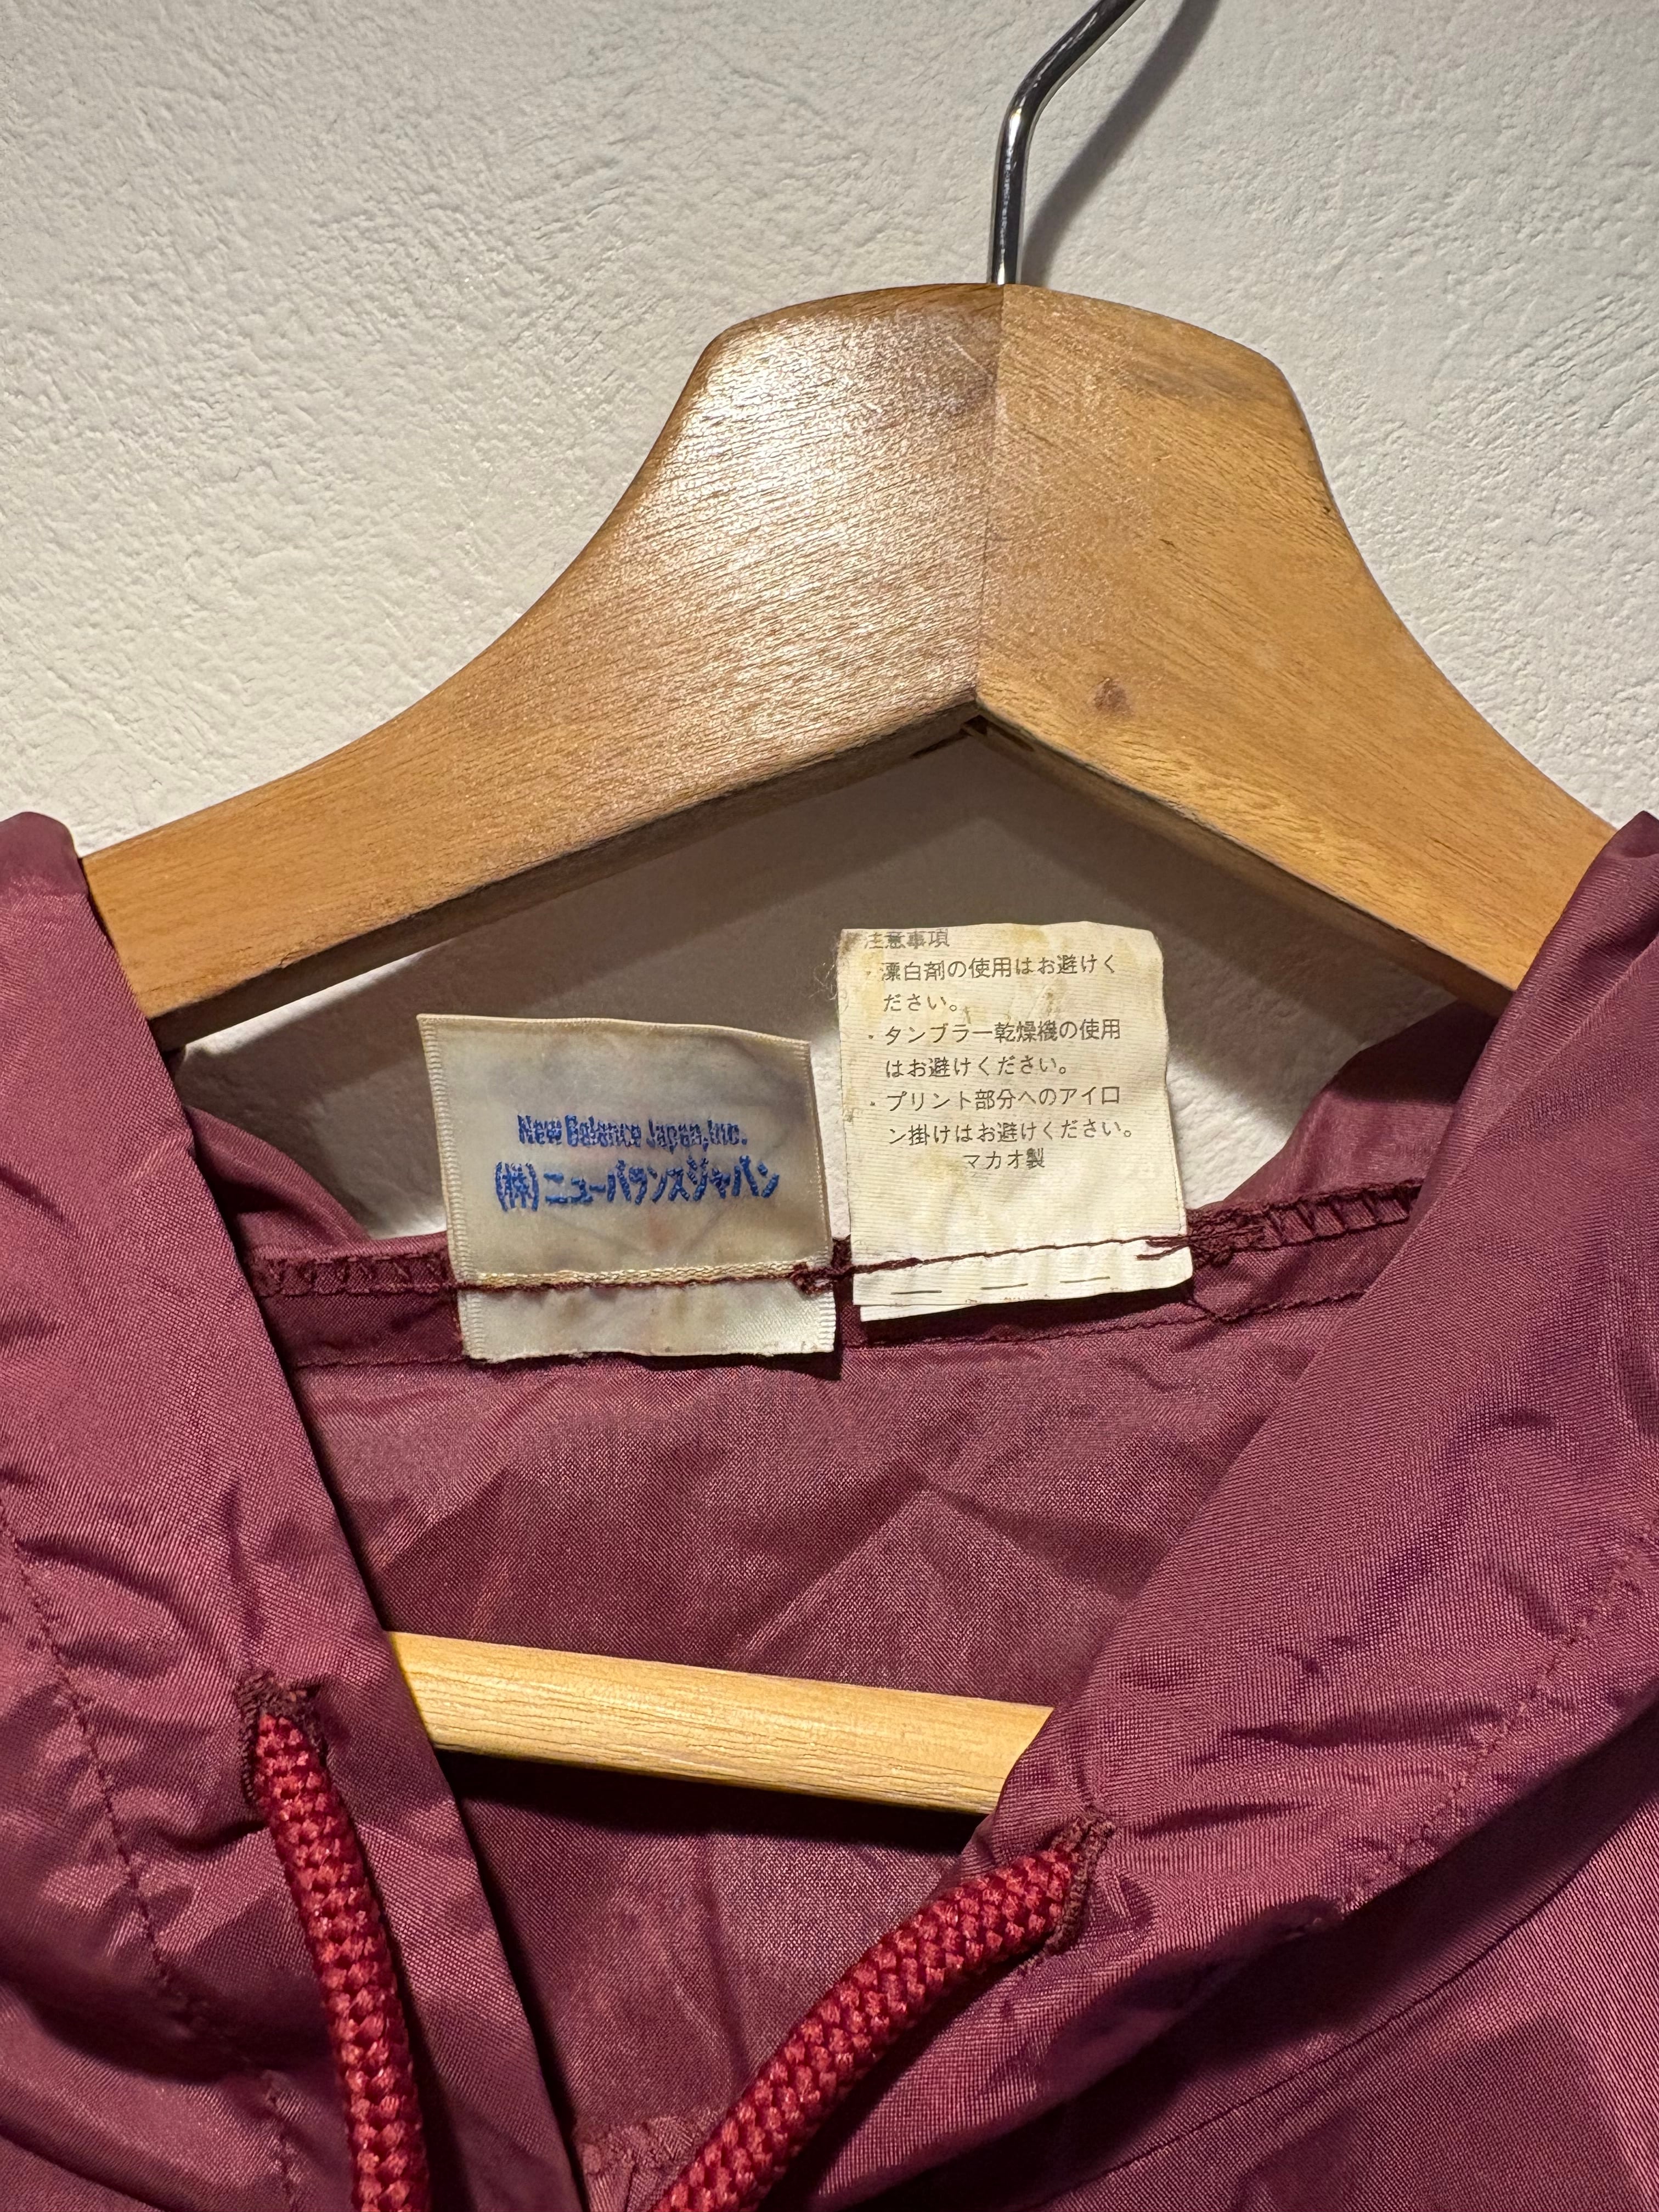 New Balance Japan, Inc.
(株)ニューバランスジャパン
注意事項
・漂白剤の使用はお避けく
ださい。
・タンブラー乾燥機の使用
はお避けください。
・プリント部分へのアイロ
ン掛けはお避けください。
マカオ製